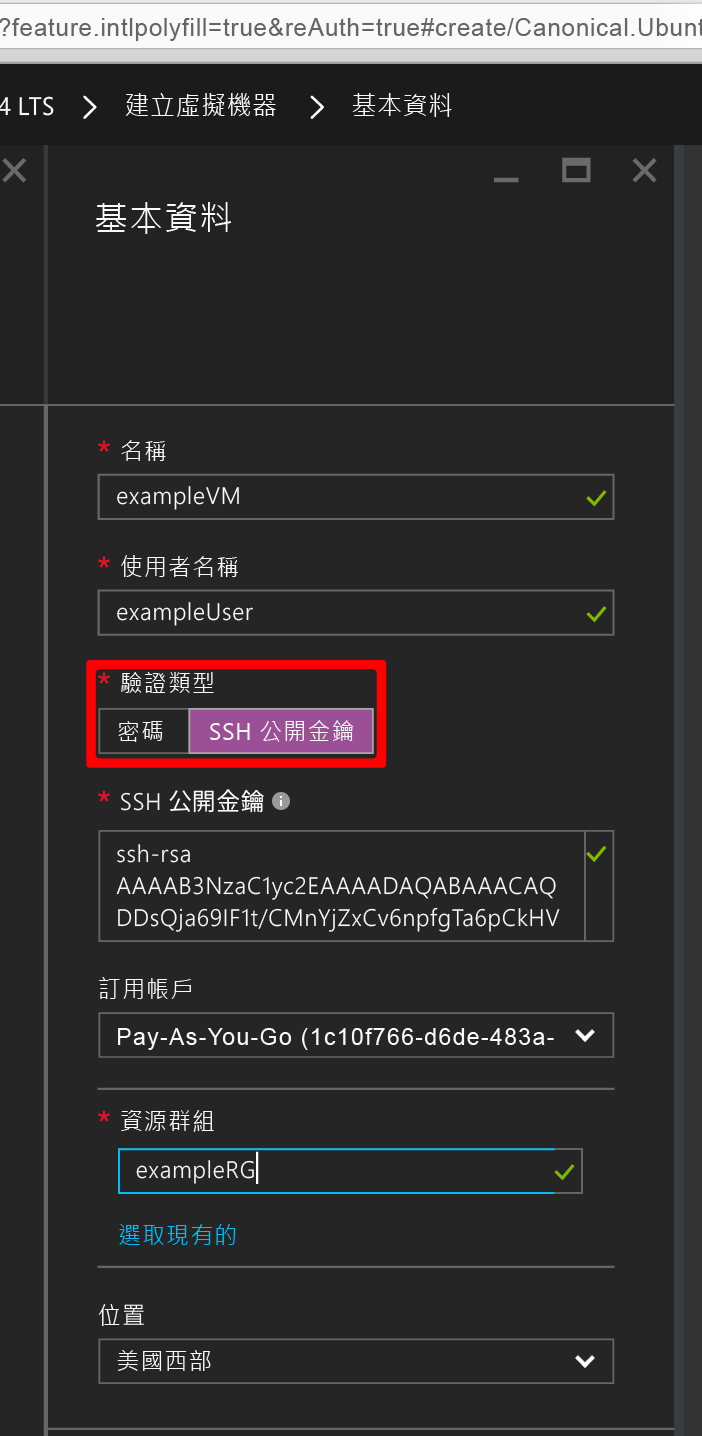 ?feature.intlpolyfill=true&reAuth=true#create/Canonical.Ubunt
4 LTS > 建立虛擬機器 > 基本資料
基本資料
* 名稱
exampleVM
* 使用者名稱
exampleUser
* 驗證類型
密碼 SSH 公開金鑰
* SSH 公開金鑰
ssh-rsa
AAAAB3NzaC1yc2EAAAADAQABAAACAQ
DDsQja69IF1t/CMnYjZxCv6npfgTa6pCkHV
訂用帳戶
Pay-As-You-Go (1c10f766-d6de-483a-
* 資源群組
exampleRG
選取現有的
位置
美國西部